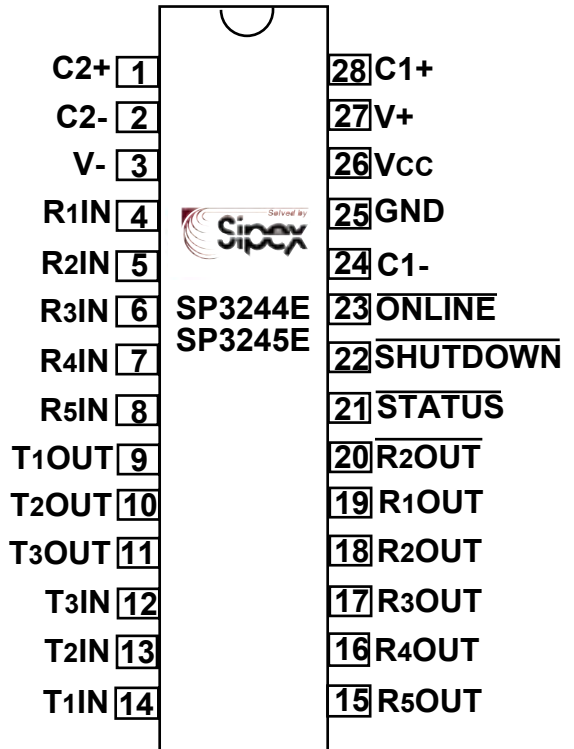 C2+ 1
C2- 2
V- 3
R1IN 4
R2IN 5
R3IN 6
R4IN 7
R5IN 8
T1OUT 9
T2OUT 10
T3OUT 11
T3IN 12
T2IN 13
T1IN 14
Solved by
Sipex
SP3244E
SP3245E
28 C1+
27 V+
26 VCC
25 GND
24 C1-
23 ONLINE
22 SHUTDOWN
21 STATUS
20 R2OUT
19 R1OUT
18 R2OUT
17 R3OUT
16 R4OUT
15 R5OUT